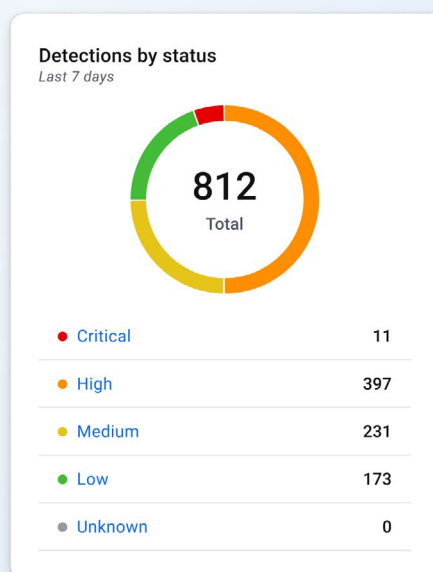 Detections by status
Last 7 days
812
Total
Critical 11
High 397
Medium 231
Low 173
Unknown 0